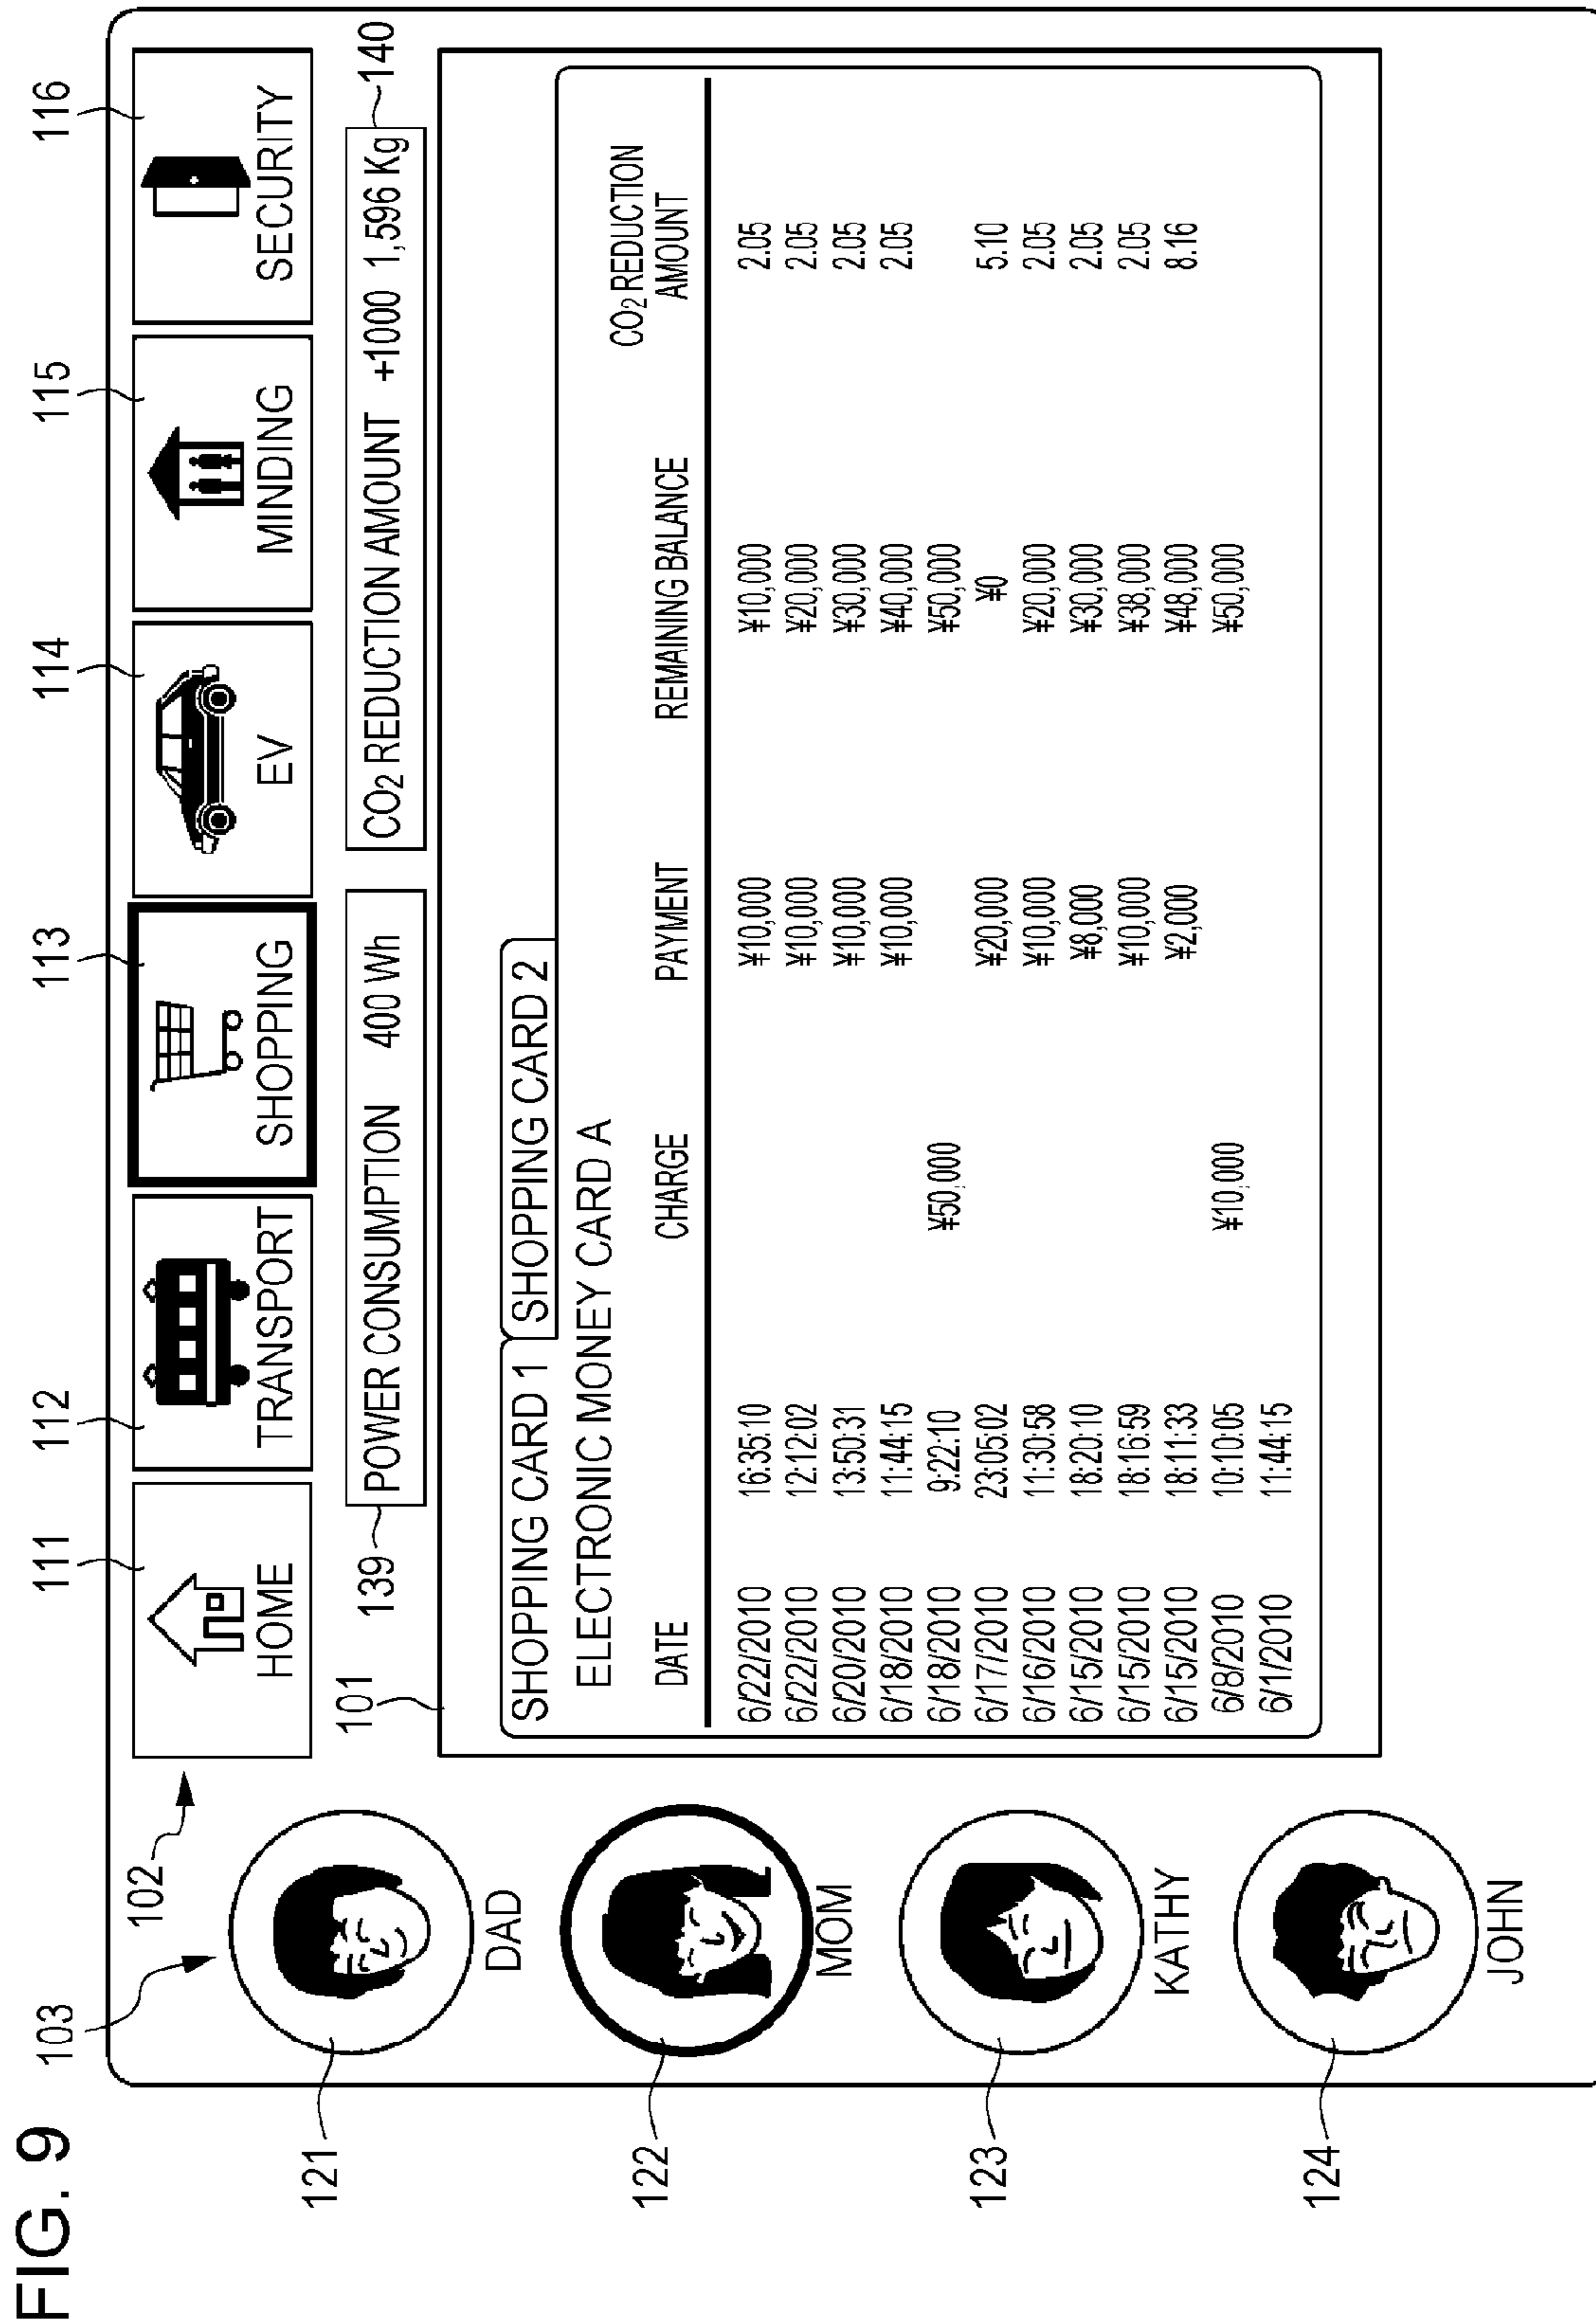 FIG. 9
103
102
111
112
113
114
115
116
HOME
TRANSPORT
SHOPPING
EV
MINDING
SECURITY
101
139
POWER CONSUMPTION 400 Wh
CO2 REDUCTION AMOUNT +1000 1,596 Kg
140
121
DAD
122
MOM
123
KATHY
124
JOHN
SHOPPING CARD 1 SHOPPING CARD 2
ELECTRONIC MONEY CARD A
DATE CHARGE PAYMENT REMAINING BALANCE CO2 REDUCTION AMOUNT
6/22/2010 16:35:10 ¥10,000 ¥10,000 2.05
6/22/2010 12:12:02 ¥10,000 ¥20,000 2.05
6/20/2010 13:50:31 ¥10,000 ¥30,000 2.05
6/18/2010 11:44:15 ¥10,000 ¥40,000 2.05
6/18/2010 9:22:10 ¥50,000 ¥50,000
6/17/2010 23:05:02 ¥20,000 ¥0 5.10
6/16/2010 11:30:58 ¥10,000 ¥20,000 2.05
6/15/2010 18:20:10 ¥8,000 ¥30,000 2.05
6/15/2010 18:16:59 ¥10,000 ¥38,000 2.05
6/15/2010 18:11:33 ¥2,000 ¥48,000 8.16
6/8/2010 10:10:05 ¥10,000 ¥50,000
6/1/2010 11:44:15